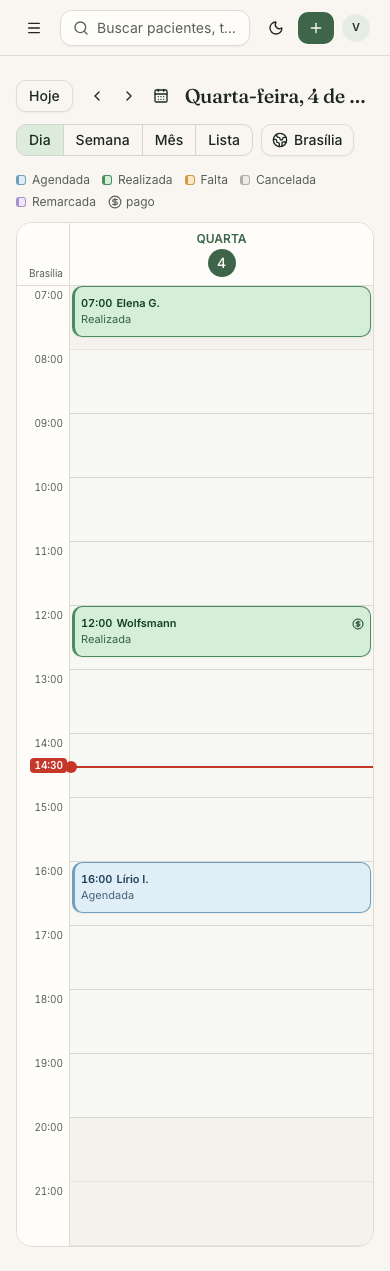 Buscar pacientes, t...
V
Hoje
Quarta-feira, 4 de ...
Dia
Semana
Mês
Lista
Brasília
Agendada
Realizada
Falta
Cancelada
Remarcada
pago
QUARTA
4
Brasília
07:00
07:00 Elena G.
Realizada
08:00
09:00
10:00
11:00
12:00
12:00 Wolfsmann
Realizada
13:00
14:00
14:30
15:00
16:00
16:00 Lírio I.
Agendada
17:00
18:00
19:00
20:00
21:00